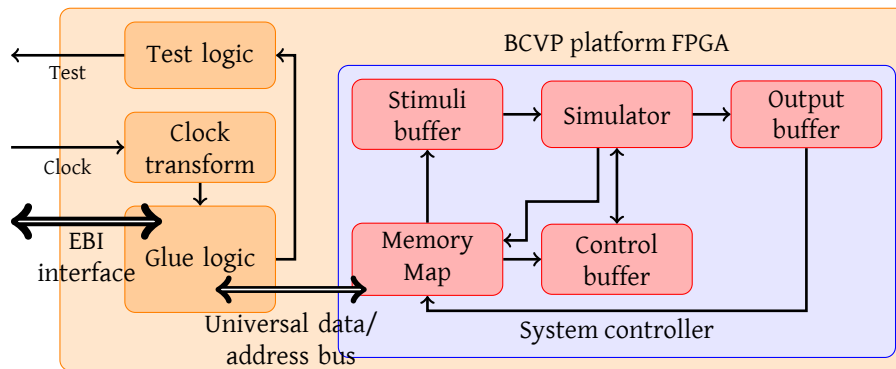 BCVP platform FPGA
Test logic
Test
Stimuli
buffer
Simulator
Output
buffer
Clock
transform
Clock
EBI
interface
Glue logic
Memory
Map
Control
buffer
Universal data/
address bus
System controller